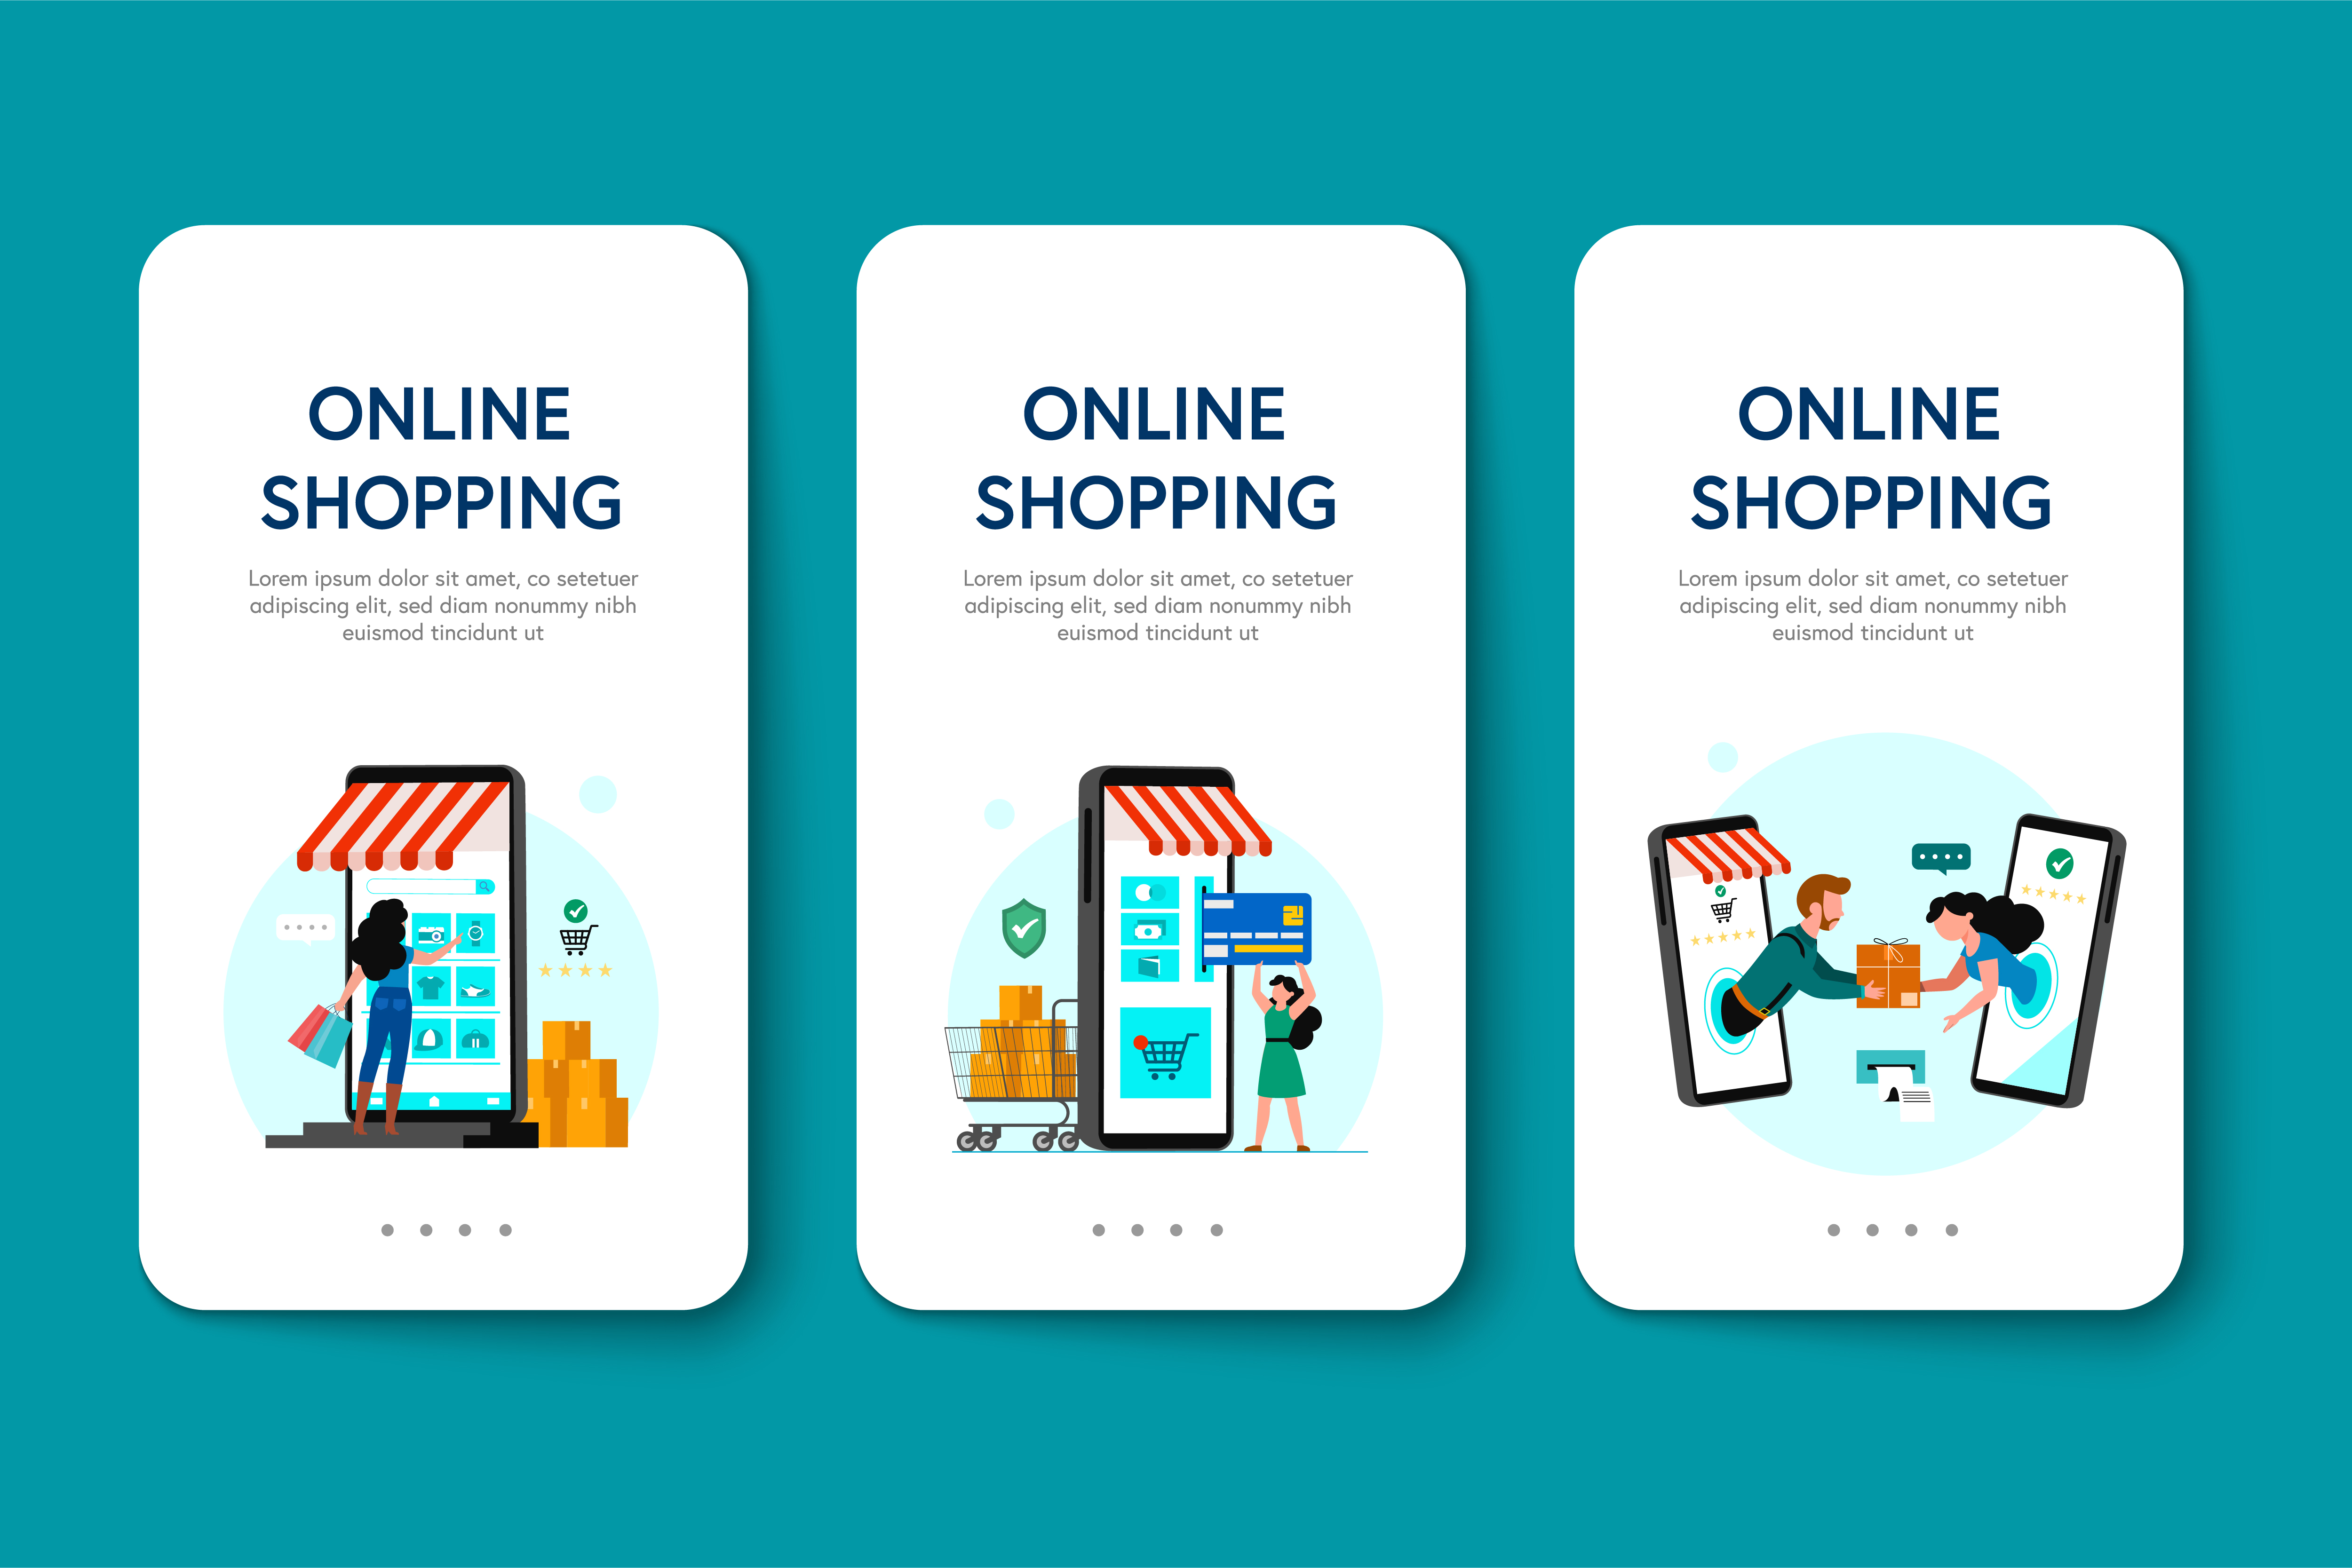 ONLINE
SHOPPING
Lorem ipsum dolor sit amet, co setetuer
adipiscing elit, sed diam nonummy nibh
euismod tincidunt ut
ONLINE
SHOPPING
Lorem ipsum dolor sit amet, co setetuer
adipiscing elit, sed diam nonummy nibh
euismod tincidunt ut
ONLINE
SHOPPING
Lorem ipsum dolor sit amet, co setetuer
adipiscing elit, sed diam nonummy nibh
euismod tincidunt ut